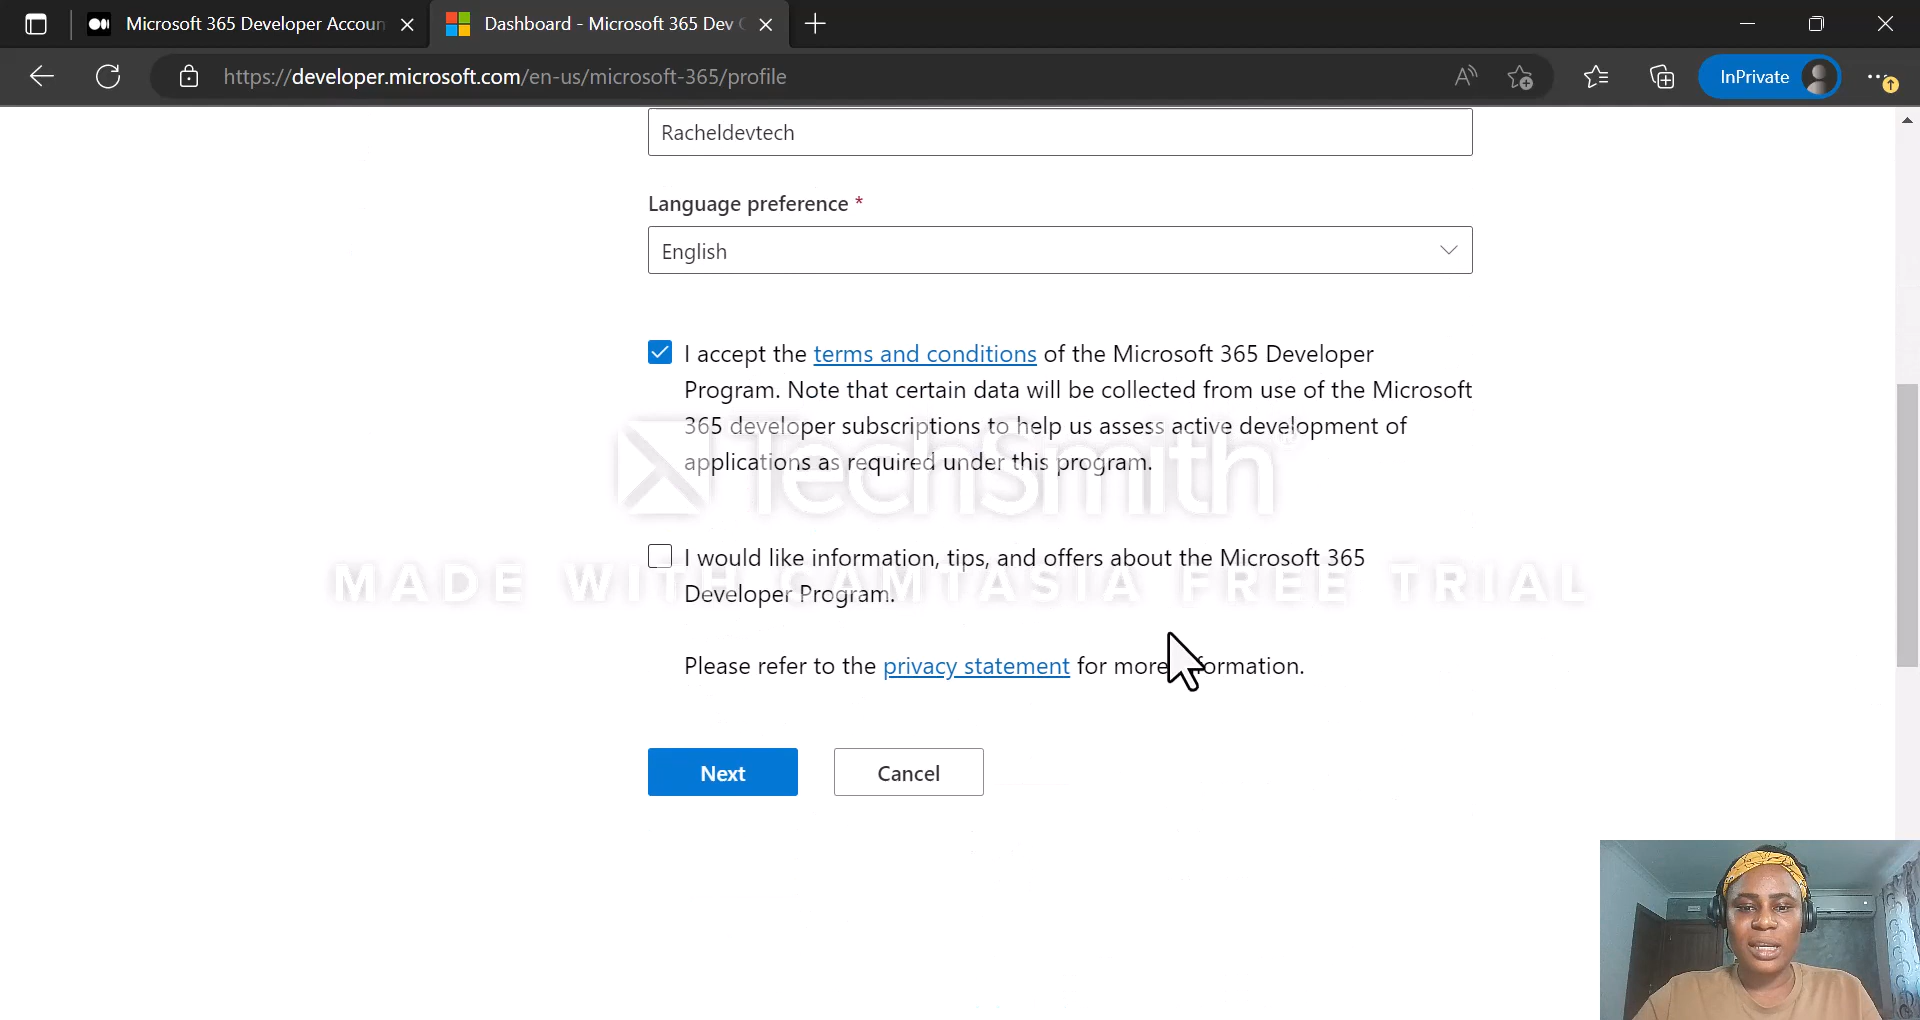 Microsoft 365 Developer Accoun
Dashboard - Microsoft 365 Dev C
https://developer.microsoft.com/en-us/microsoft-365/profile
InPrivate
Racheldevtech
Language preference *
English
I accept the terms and conditions of the Microsoft 365 Developer
Program. Note that certain data will be collected from use of the Microsoft
365 developer subscriptions to help us assess active development of
applications as required under this program.
TechSmith
I would like information, tips, and offers about the Microsoft 365
Developer Program.
MADE WITH CAMTASIA FREE TRIAL
Please refer to the privacy statement for more information.
Next
Cancel